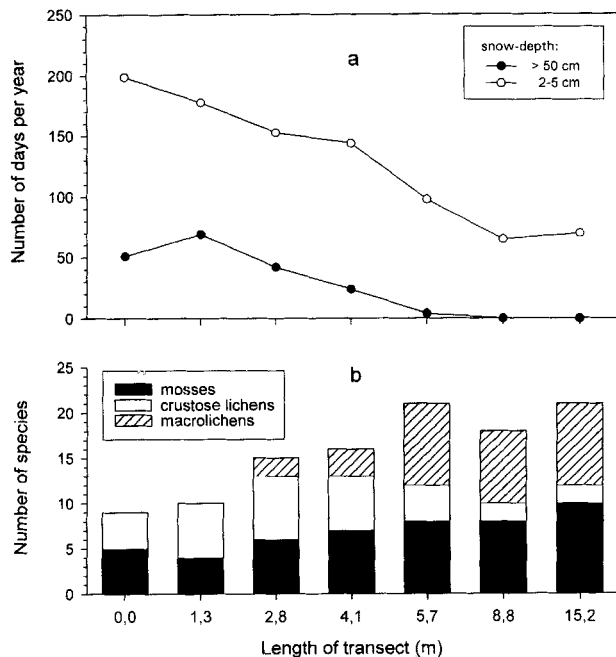 a
snow-depth:
> 50 cm
2-5 cm
Number of days per year
250
200
150
100
50
0
b
mosses
crustose lichens
macrolichens
Number of species
25
20
15
10
5
0
0,0 1,3 2,8 4,1 5,7 8,8 15,2
Length of transect (m)